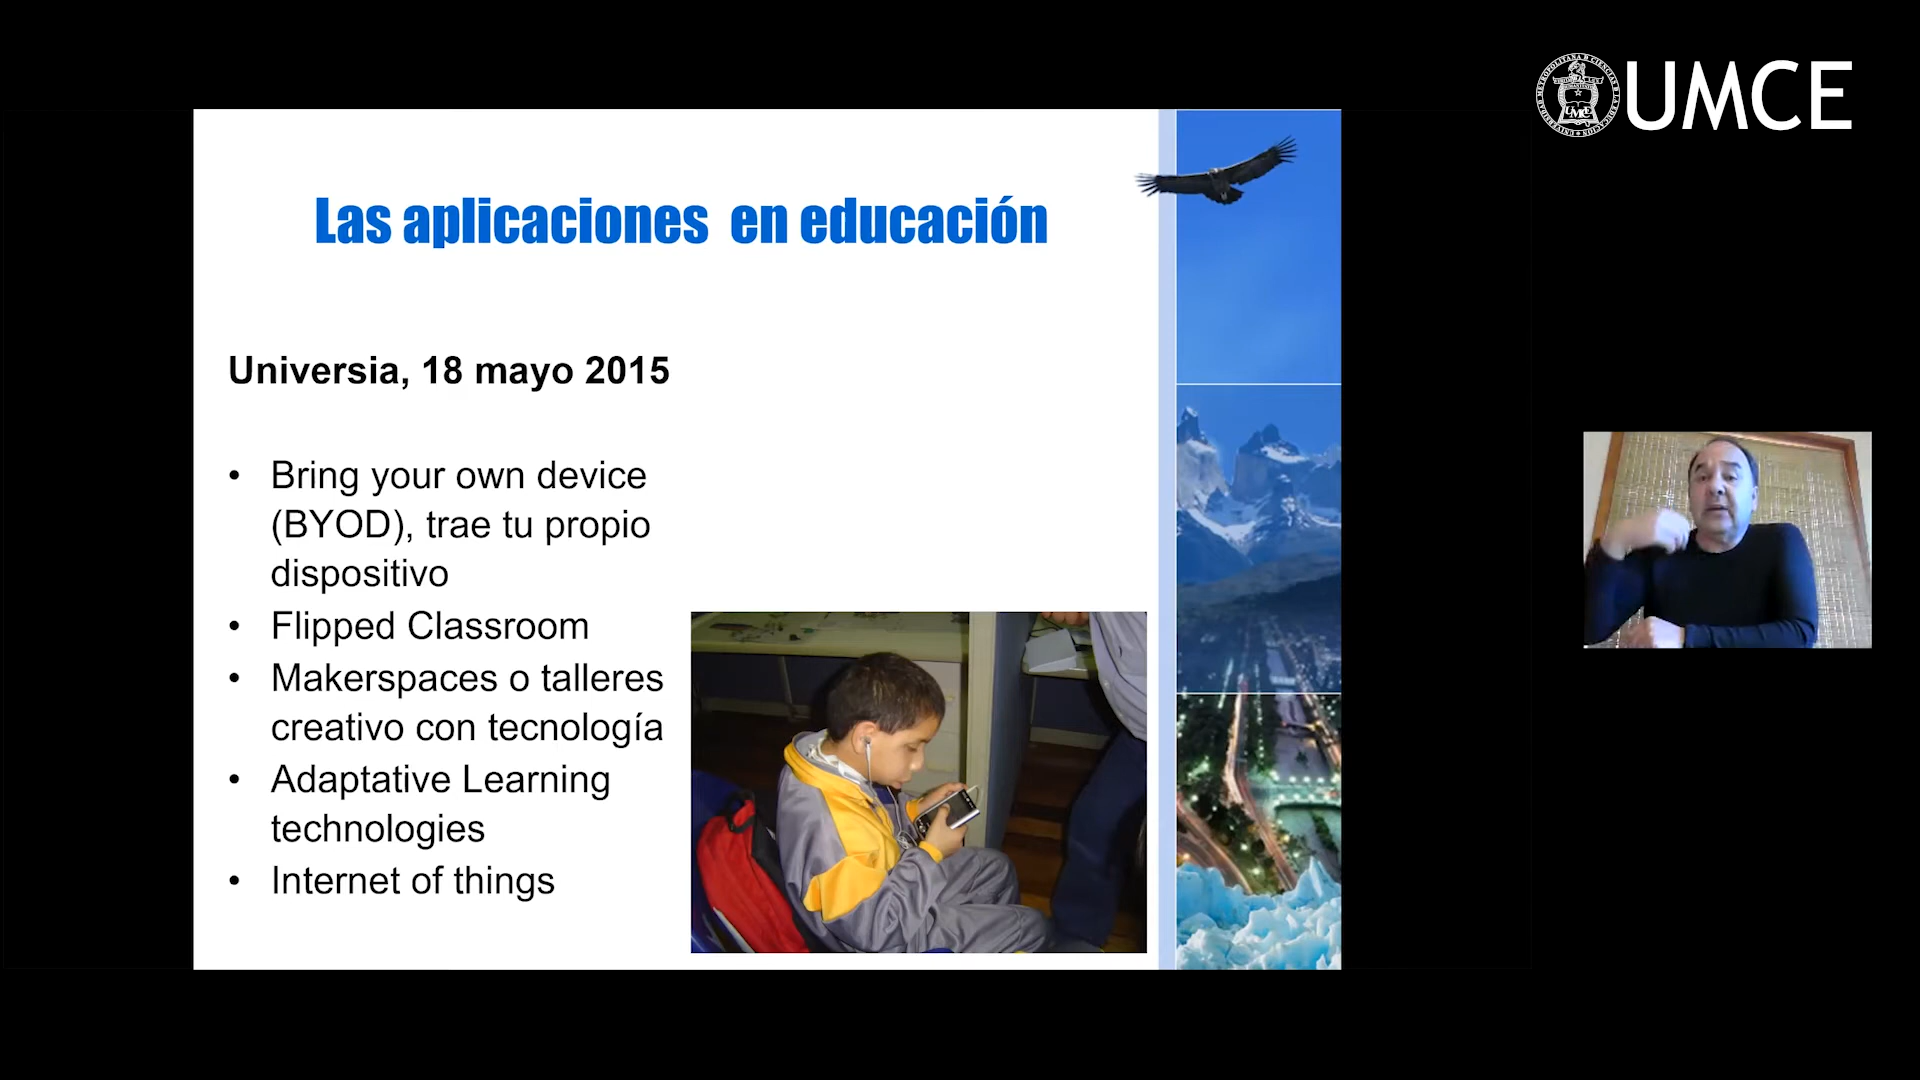 UMCE
Las aplicaciones en educación
Universia, 18 mayo 2015
• Bring your own device
(BYOD), trae tu propio
dispositivo
• Flipped Classroom
• Makerspaces o talleres
creativo con tecnología
• Adaptative Learning
technologies
• Internet of things